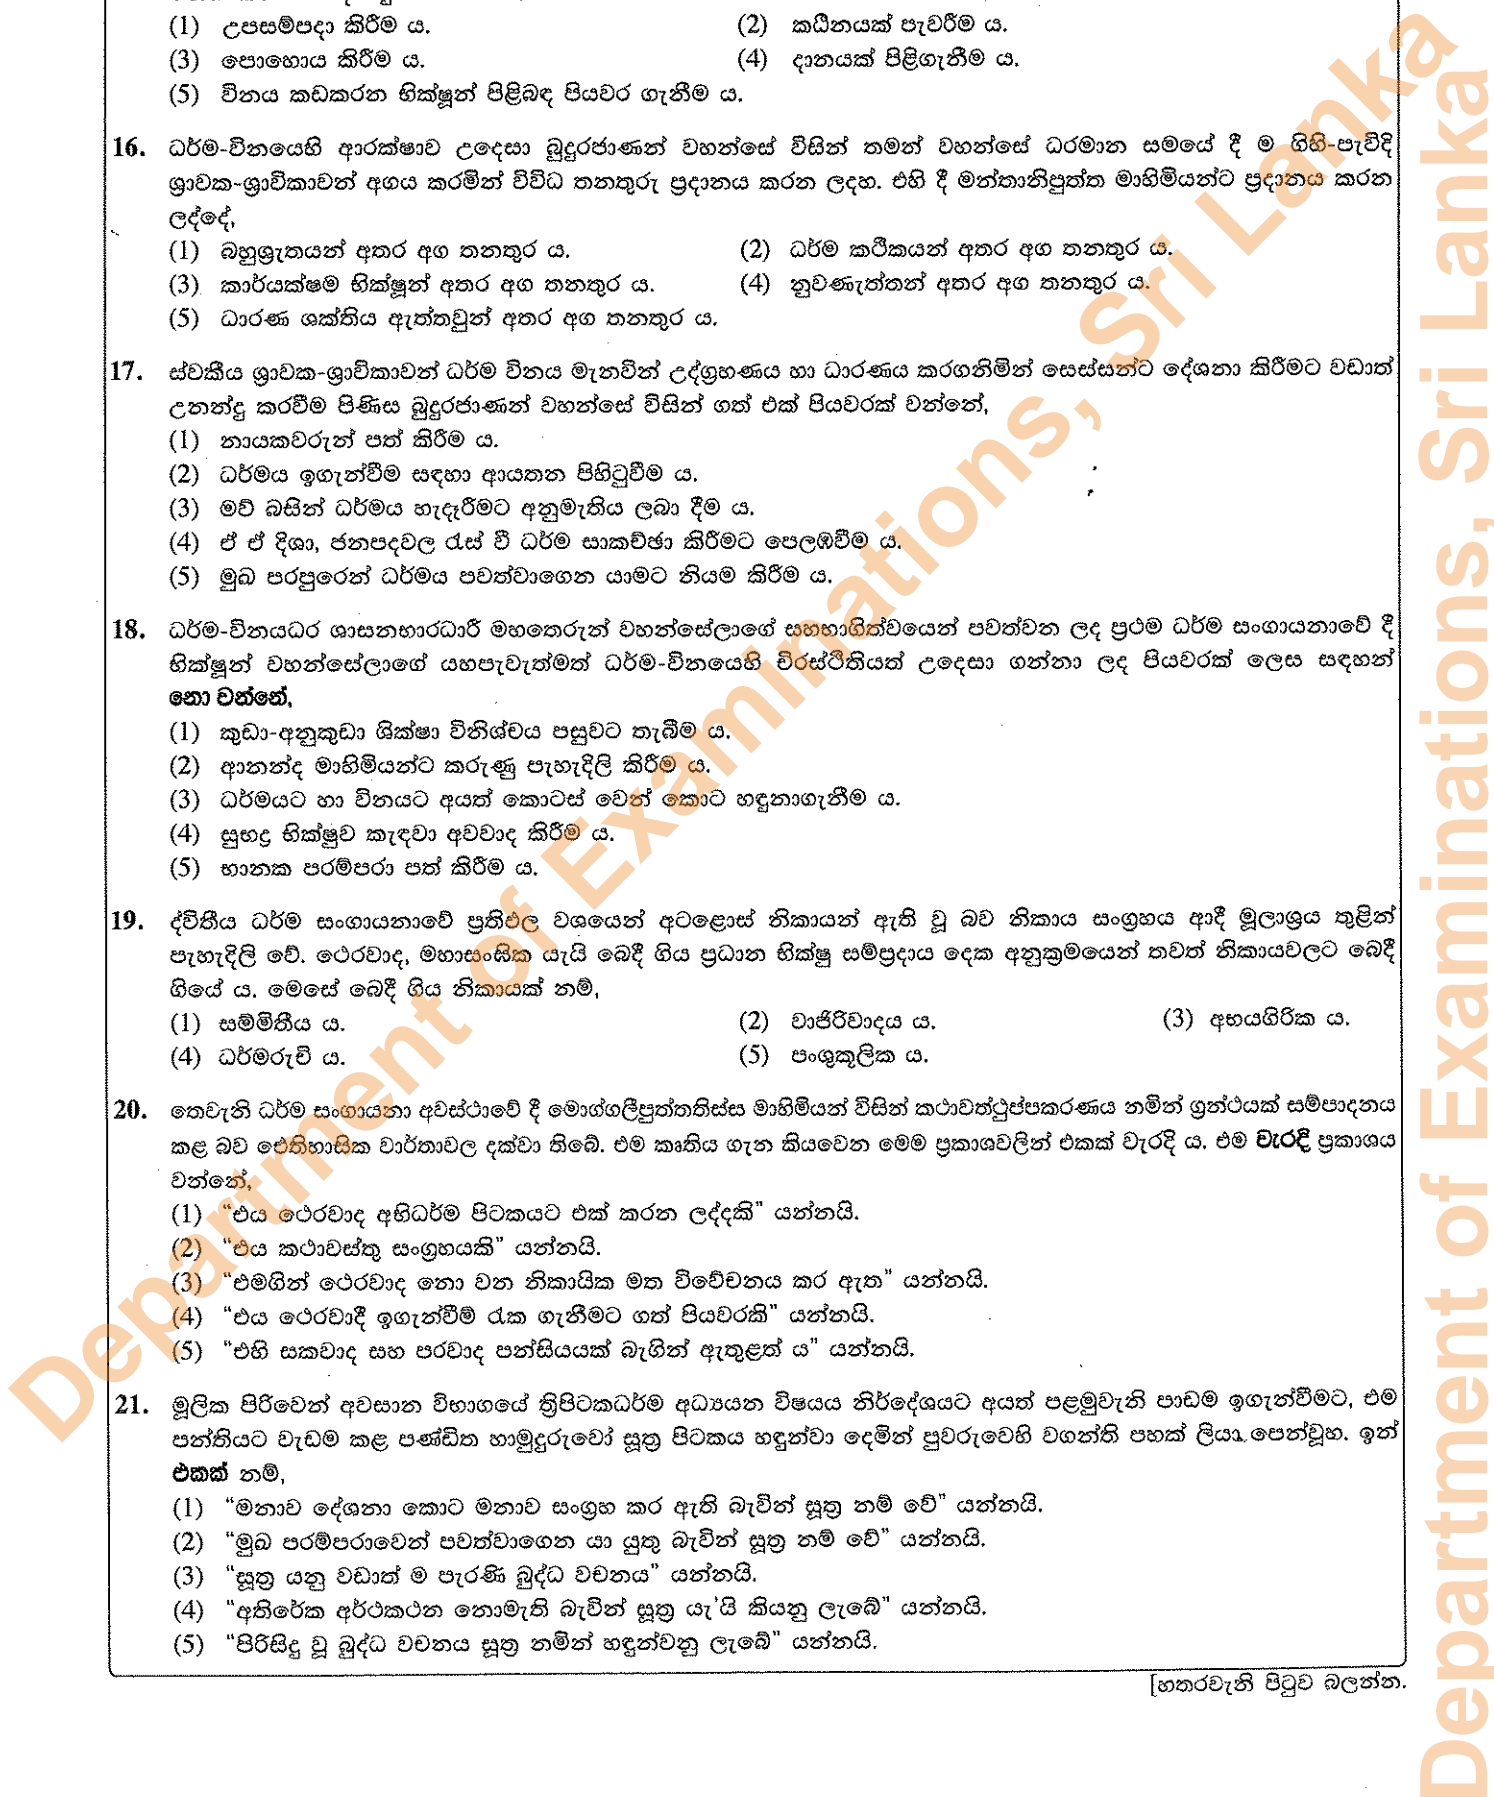 (1) උපසම්පදා කිරීම ය.
(2) කඨිනයක් පැවරීම ය.
(3) පොහොය කිරීම ය.
(4) දානයක් පිළිගැනීම ය.
(5) විනය කඩකරන භික්ෂූන් පිළිබඳ පියවර ගැනීම ය.
16. ධර්ම-විනයෙහි ආරක්ෂාව උදෙසා බුදුරජාණන් වහන්සේ විසින් තමන් වහන්සේ ධරමාන සමයේ දී ම ගිහි-පැවිදි
ශ්‍රාවක-ශ්‍රාවිකාවන් අගය කරමින් විවිධ තනතුරු ප්‍රදානය කරන ලදහ. එහි දී මන්තානිපුත්ත මාහිමියන්ට ප්‍රදානය කරන
ලද්දේ,
(1) බහුශ්‍රැතයන් අතර අග තනතුර ය.
(2) ධර්ම කථිකයන් අතර අග තනතුර ය.
(3) කාර්යක්ෂම භික්ෂූන් අතර අග තනතුර ය.
(4) නුවණැත්තන් අතර අග තනතුර ය.
(5) ධාරණ ශක්තිය ඇත්තවුන් අතර අග තනතුර ය.
17. ස්වකීය ශ්‍රාවක-ශ්‍රාවිකාවන් ධර්ම විනය මැනවින් උද්ග්‍රහණය හා ධාරණය කරගනිමින් සෙස්සන්ට දේශනා කිරීමට වඩාත්
උනන්දු කරවීම පිණිස බුදුරජාණන් වහන්සේ විසින් ගත් එක් පියවරක් වන්නේ,
(1) නායකවරුන් පත් කිරීම ය.
(2) ධර්මය ඉගැන්වීම සඳහා ආයතන පිහිටුවීම ය.
(3) මව් බසින් ධර්මය හැදෑරීමට අනුමැතිය ලබා දීම ය.
(4) ඒ ඒ දිශා, ජනපදවල රැස් වී ධර්ම සාකච්ඡා කිරීමට පෙලඹවීම ය.
(5) මුඛ පරපුරෙන් ධර්මය පවත්වාගෙන යාමට නියම කිරීම ය.
18. ධර්ම-විනයධර ශාසනභාරධාරී මහතෙරුන් වහන්සේලාගේ සහභාගිත්වයෙන් පවත්වන ලද ප්‍රථම ධර්ම සංගායනාවේ දී
භික්ෂූන් වහන්සේලාගේ යහපැවැත්මත් ධර්ම-විනයෙහි චිරස්ථිතියත් උදෙසා ගන්නා ලද පියවරක් ලෙස සඳහන්
නො වන්නේ,
(1) කුඩා-අනුකුඩා ශික්ෂා විනිශ්චය පසුවට තැබීම ය.
(2) ආනන්ද මාහිමියන්ට කරුණු පැහැදිලි කිරීම ය.
(3) ධර්මයට හා විනයට අයත් කොටස් වෙන් කොට හඳුනාගැනීම ය.
(4) සුභද්‍ර භික්ෂුව කැඳවා අවවාද කිරීම ය.
(5) භානක පරම්පරා පත් කිරීම ය.
19. ද්විතීය ධර්ම සංගායනාවේ ප්‍රතිඵල වශයෙන් අටළොස් නිකායන් ඇති වූ බව නිකාය සංග්‍රහය ආදී මූලාශ්‍රය තුළින්
පැහැදිලි වේ. ථෙරවාද, මහාසංඝික යැයි බෙදී ගිය ප්‍රධාන භික්ෂු සම්ප්‍රදාය දෙක අනුක්‍රමයෙන් තවත් නිකායවලට බෙදී
ගියේ ය. මෙසේ බෙදී ගිය නිකායක් නම්,
(1) සම්මිතීය ය.
(2) වාජිරිවාදය ය.
(3) අභයගිරික ය.
(4) ධර්මරුචි ය.
(5) පංශුකූලික ය.
20. තෙවැනි ධර්ම සංගායනා අවස්ථාවේ දී මොග්ගලීපුත්තතිස්ස මාහිමියන් විසින් කථාවත්ථුප්පකරණය නමින් ග්‍රන්ථයක් සම්පාදනය
කළ බව ඓතිහාසික වාර්තාවල දක්වා තිබේ. එම කෘතිය ගැන කියවෙන මෙම ප්‍රකාශවලින් එකක් වැරදි ය. එම වැරදි ප්‍රකාශය
වන්නේ,
(1) “එය ථෙරවාද අභිධර්ම පිටකයට එක් කරන ලද්දකි” යන්නයි.
(2) “එය කථාවස්තු සංග්‍රහයකි” යන්නයි.
(3) “එමගින් ථෙරවාද නො වන නිකායික මත විවේචනය කර ඇත” යන්නයි.
(4) “එය ථෙරවාදී ඉගැන්වීම් රැක ගැනීමට ගත් පියවරකි” යන්නයි.
(5) “එහි සකවාද සහ පරවාද පන්සියයක් බැගින් ඇතුළත් ය” යන්නයි.
21. මූලික පිරිවෙන් අවසාන විභාගයේ ත්‍රිපිටකධර්ම අධ්‍යයන විෂයය නිර්දේශයට අයත් පළමුවැනි පාඩම ඉගැන්වීමට, එම
පන්තියට වැඩම කළ පණ්ඩිත හාමුදුරුවෝ සූත්‍ර පිටකය හඳුන්වා දෙමින් පුවරුවෙහි වගන්ති පහක් ලියා පෙන්වූහ. ඉන්
එකක් නම්,
(1) “මනාව දේශනා කොට මනාව සංග්‍රහ කර ඇති බැවින් සූත්‍ර නම් වේ” යන්නයි.
(2) “මුඛ පරම්පරාවෙන් පවත්වාගෙන යා යුතු බැවින් සූත්‍ර නම් වේ” යන්නයි.
(3) “සූත්‍ර යනු වඩාත් ම පැරණි බුද්ධ වචනය” යන්නයි.
(4) “අතිරේක අර්ථකථන නොමැති බැවින් සූත්‍ර යැ'යි කියනු ලැබේ” යන්නයි.
(5) “පිරිසිදු වූ බුද්ධ වචනය සූත්‍ර නමින් හඳුන්වනු ලැබේ” යන්නයි.
[හතරවැනි පිටුව බලන්න.
Department of Examinations, Sri Lanka
Department of Examinations, Sri Lanka